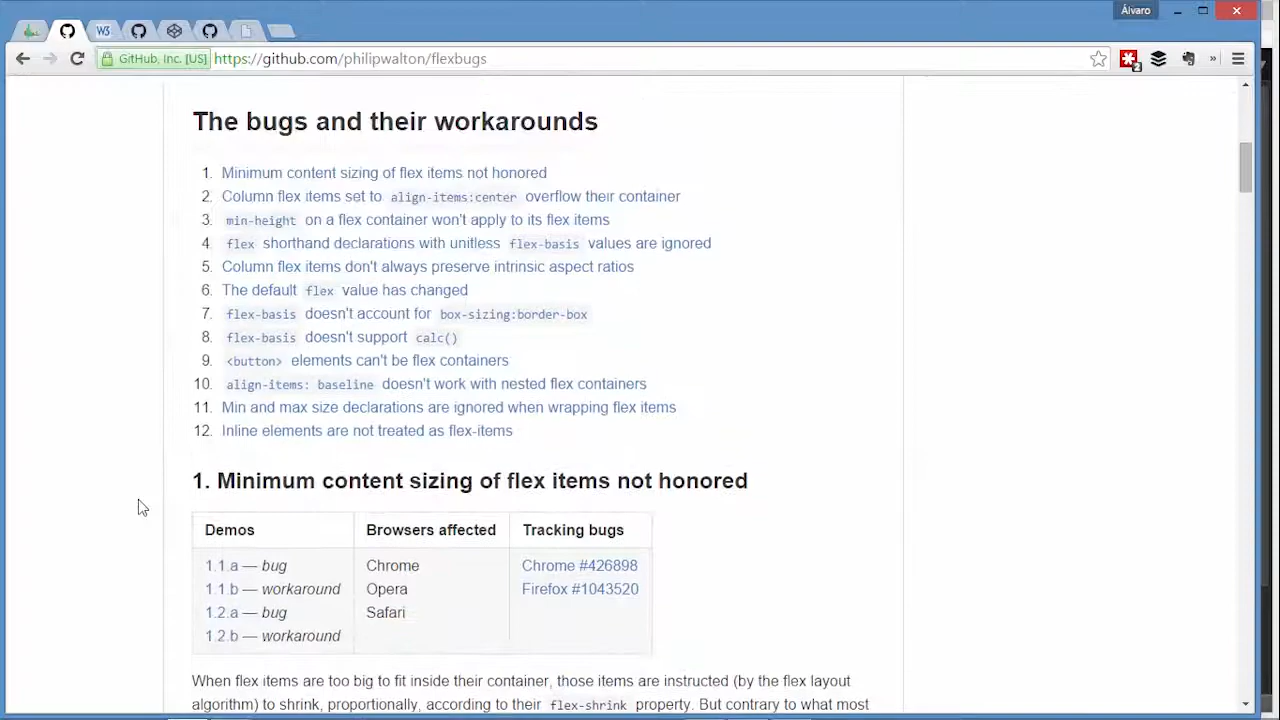 Álvaro
GitHub, Inc. [US] https://github.com/philipwalton/flexbugs
2
The bugs and their workarounds
1. Minimum content sizing of flex items not honored
2. Column flex items set to align-items:center overflow their container
3. min-height on a flex container won't apply to its flex items
4. flex shorthand declarations with unitless flex-basis values are ignored
5. Column flex items don't always preserve intrinsic aspect ratios
6. The default flex value has changed
7. flex-basis doesn't account for box-sizing:border-box
8. flex-basis doesn't support calc()
9. <button> elements can't be flex containers
10. align-items: baseline doesn't work with nested flex containers
11. Min and max size declarations are ignored when wrapping flex items
12. Inline elements are not treated as flex-items
1. Minimum content sizing of flex items not honored
Demos Browsers affected Tracking bugs
1.1.a — bug Chrome Chrome #426898
1.1.b — workaround Opera Firefox #1043520
1.2.a — bug Safari
1.2.b — workaround
When flex items are too big to fit inside their container, those items are instructed (by the flex layout
algorithm) to shrink, proportionally, according to their flex-shrink property. But contrary to what most